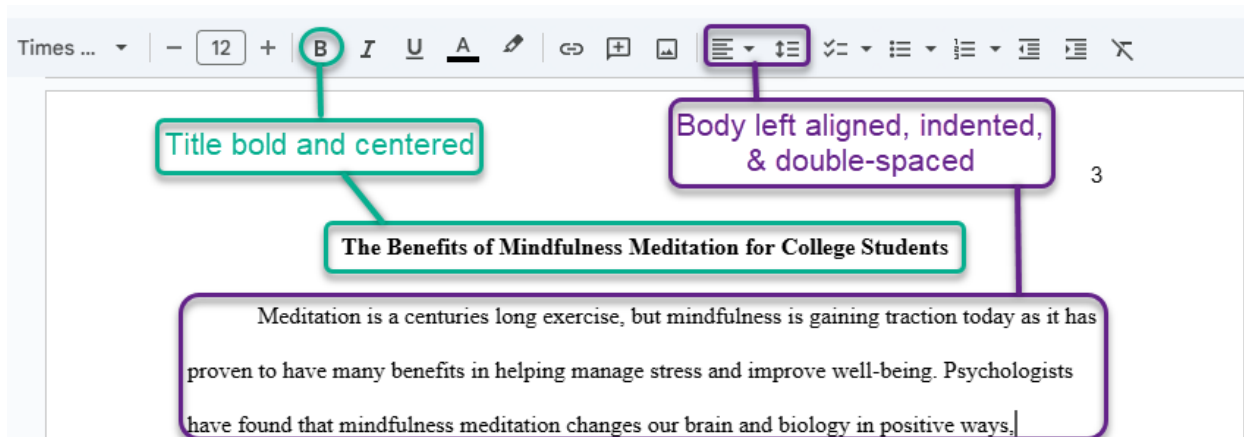 Times ... 12 B I U A
Title bold and centered
Body left aligned, indented,
& double-spaced
3
The Benefits of Mindfulness Meditation for College Students
Meditation is a centuries long exercise, but mindfulness is gaining traction today as it has
proven to have many benefits in helping manage stress and improve well-being. Psychologists
have found that mindfulness meditation changes our brain and biology in positive ways,